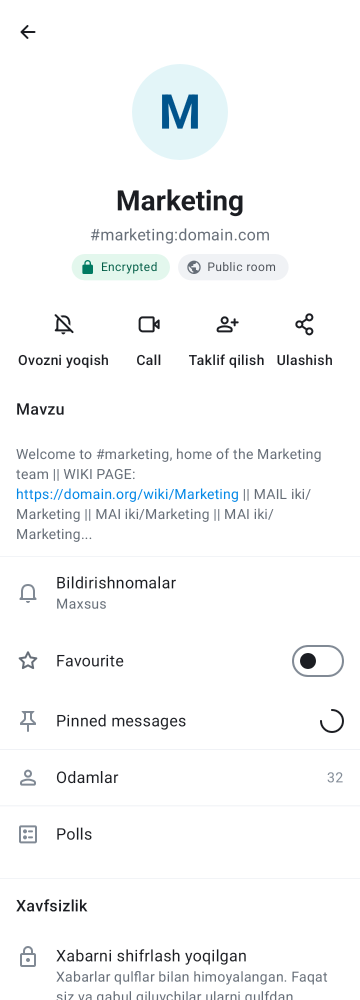 M
Marketing
#marketing:domain.com
Encrypted
Public room
Ovozni yoqish
Call
Taklif qilish
Ulashish
Mavzu
Welcome to #marketing, home of the Marketing
team || WIKI PAGE:
https://domain.org/wiki/Marketing || MAIL iki/
Marketing || MAI iki/Marketing || MAI iki/
Marketing...
Bildirishnomalar
Maxsus
Favourite
Pinned messages
Odamlar 32
Polls
Xavfsizlik
Xabarni shifrlash yoqilgan
Xabarlar qulflar bilan himoyalangan. Faqat
siz va qabul qiluvchilar ularni qulfdan